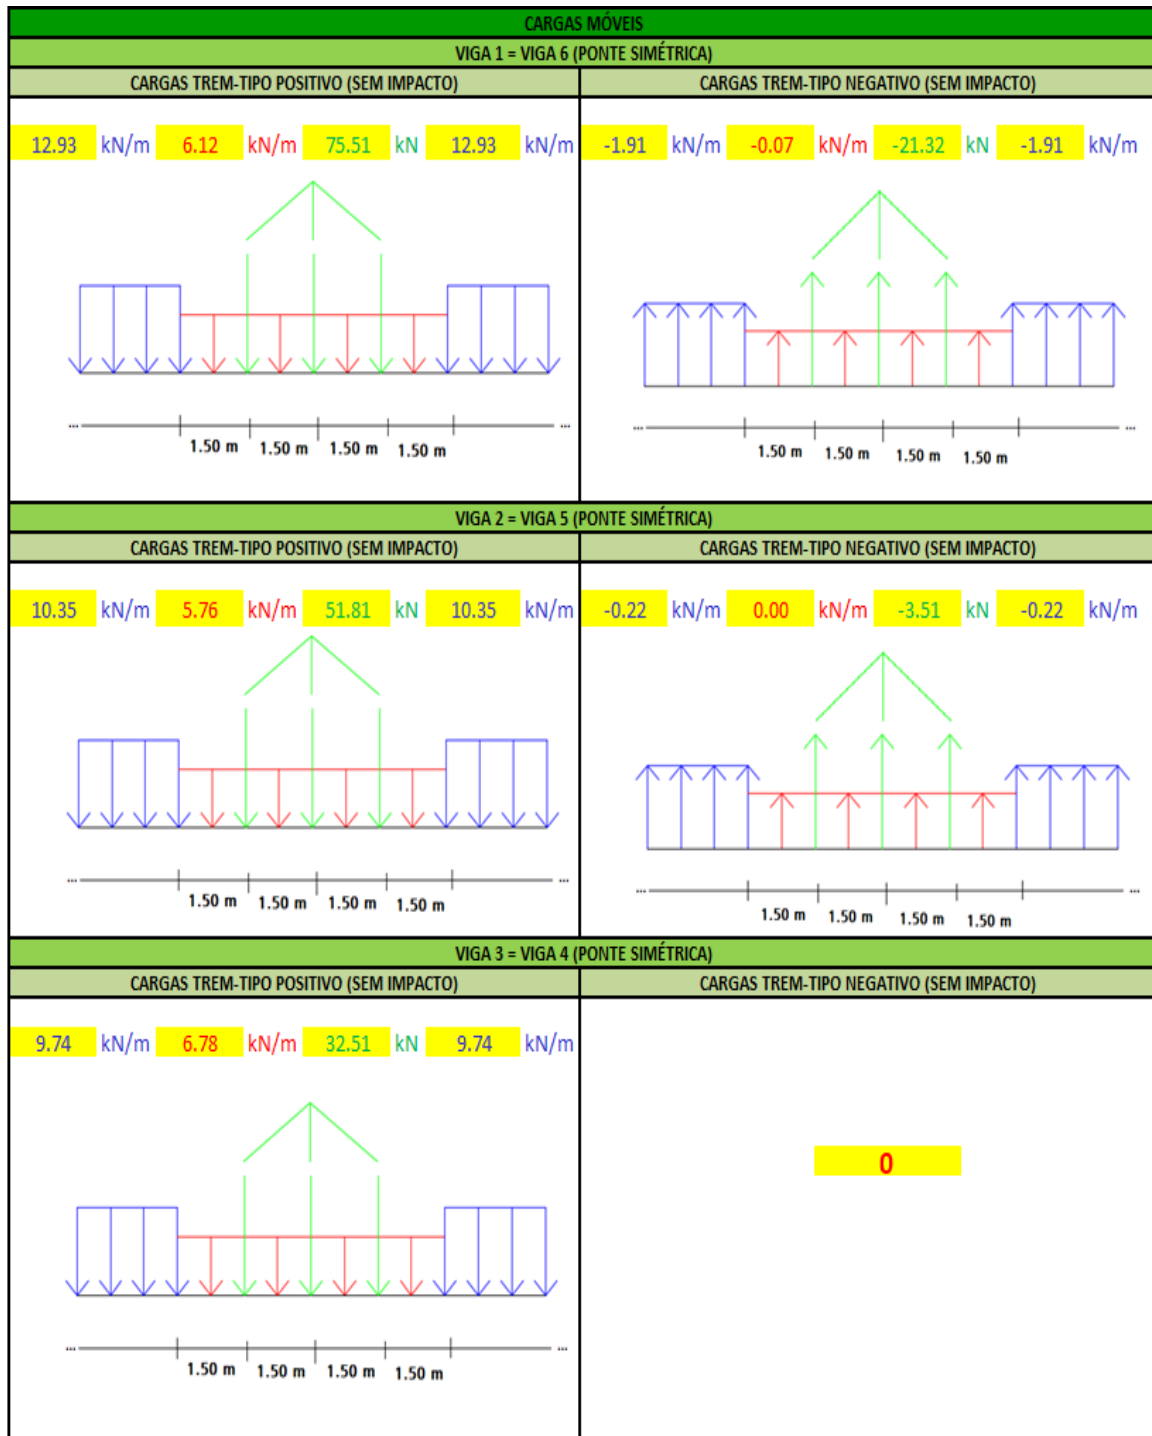 CARGAS MÓVEIS
VIGA 1 = VIGA 6 (PONTE SIMÉTRICA)
CARGAS TREM-TIPO POSITIVO (SEM IMPACTO) CARGAS TREM-TIPO NEGATIVO (SEM IMPACTO)
12.93 kN/m 6.12 kN/m 75.51 kN 12.93 kN/m -1.91 kN/m -0.07 kN/m -21.32 kN -1.91 kN/m
... ... ... ...
1.50 m 1.50 m 1.50 m 1.50 m 1.50 m 1.50 m 1.50 m 1.50 m
VIGA 2 = VIGA 5 (PONTE SIMÉTRICA)
CARGAS TREM-TIPO POSITIVO (SEM IMPACTO) CARGAS TREM-TIPO NEGATIVO (SEM IMPACTO)
10.35 kN/m 5.76 kN/m 51.81 kN 10.35 kN/m -0.22 kN/m 0.00 kN/m -3.51 kN -0.22 kN/m
... ... ... ...
1.50 m 1.50 m 1.50 m 1.50 m 1.50 m 1.50 m 1.50 m 1.50 m
VIGA 3 = VIGA 4 (PONTE SIMÉTRICA)
CARGAS TREM-TIPO POSITIVO (SEM IMPACTO) CARGAS TREM-TIPO NEGATIVO (SEM IMPACTO)
9.74 kN/m 6.78 kN/m 32.51 kN 9.74 kN/m
0
... ...
1.50 m 1.50 m 1.50 m 1.50 m